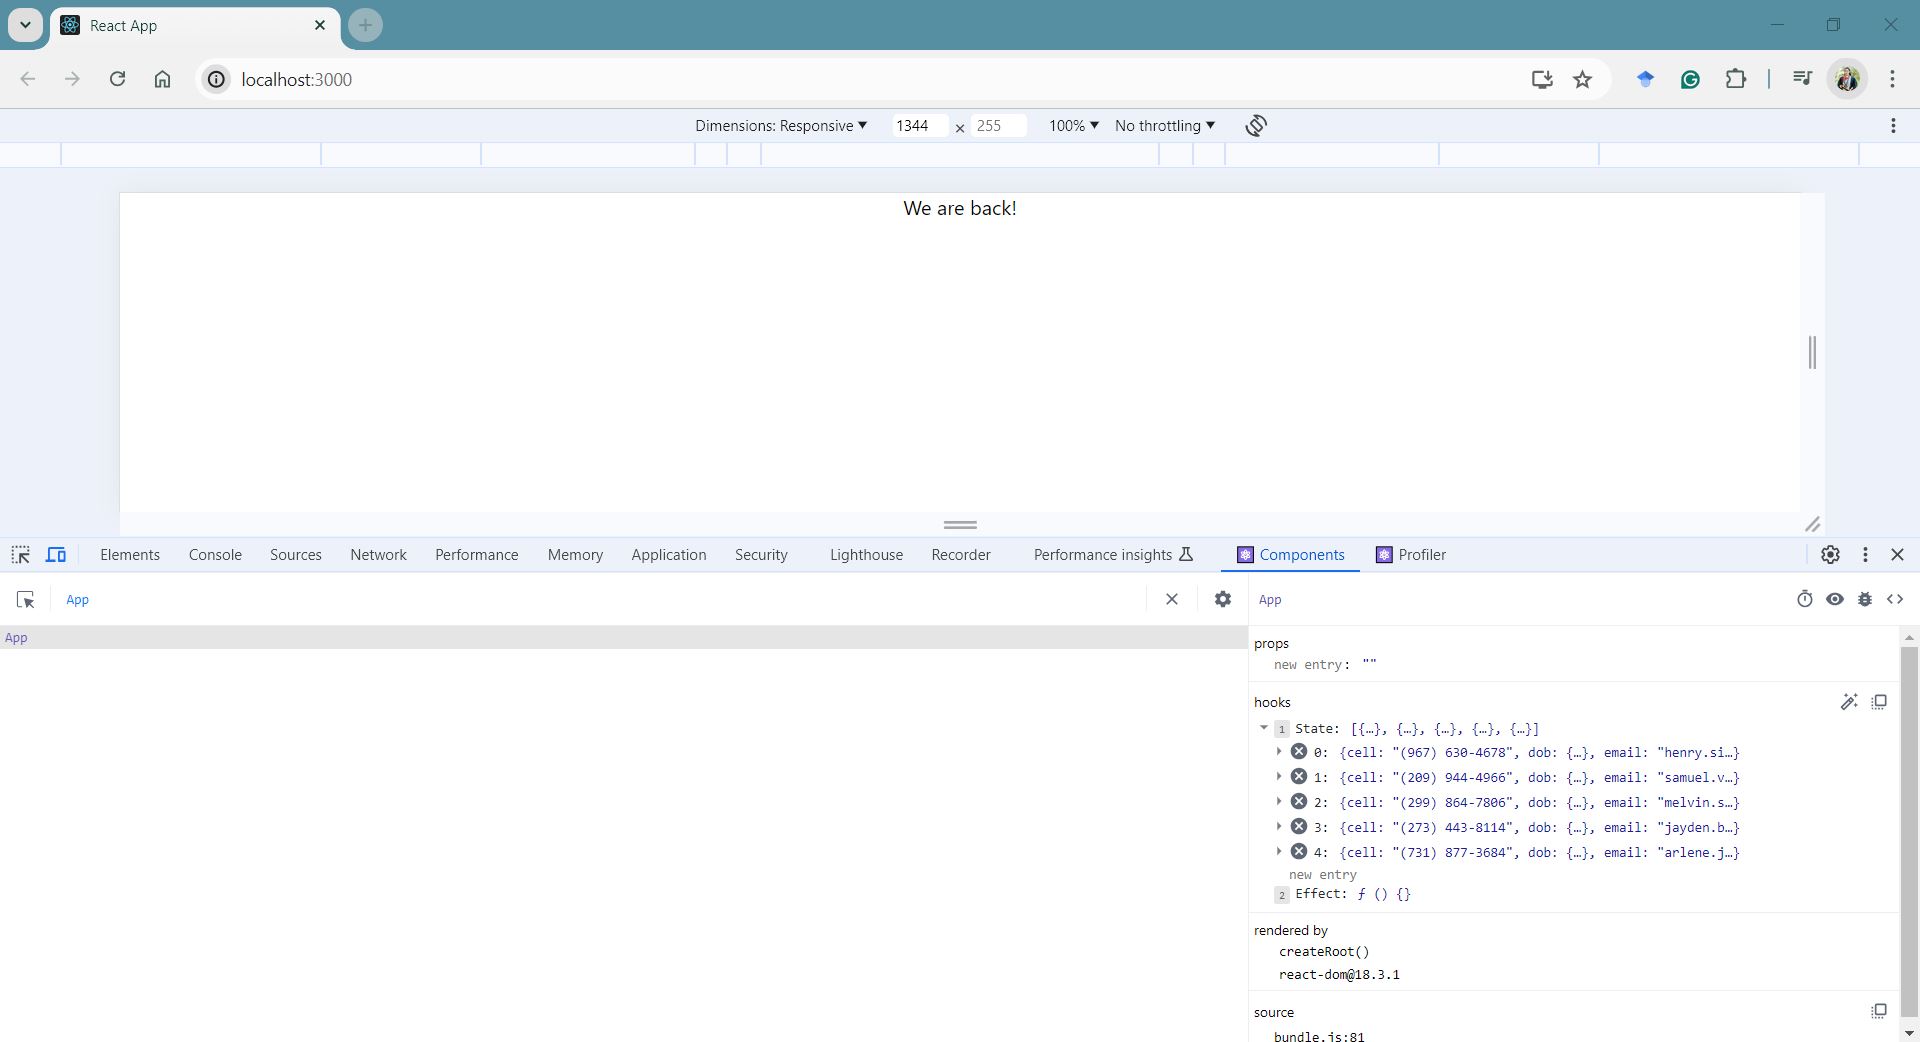 React App
localhost:3000
Dimensions: Responsive 1344 × 255 100% No throttling
We are back!
Elements Console Sources Network Performance Memory Application Security Lighthouse Recorder Performance insights Components Profiler
App
App
App
props
new entry: ""
hooks
1 State: [{…}, {…}, {…}, {…}, {…}]
0: {cell: "(967) 630-4678", dob: {…}, email: "henry.si…}
1: {cell: "(209) 944-4966", dob: {…}, email: "samuel.v…}
2: {cell: "(299) 864-7806", dob: {…}, email: "melvin.s…}
3: {cell: "(273) 443-8114", dob: {…}, email: "jayden.b…}
4: {cell: "(731) 877-3684", dob: {…}, email: "arlene.j…}
new entry
2 Effect: ƒ () {}
rendered by
createRoot()
react-dom@18.3.1
source
bundle.js:81